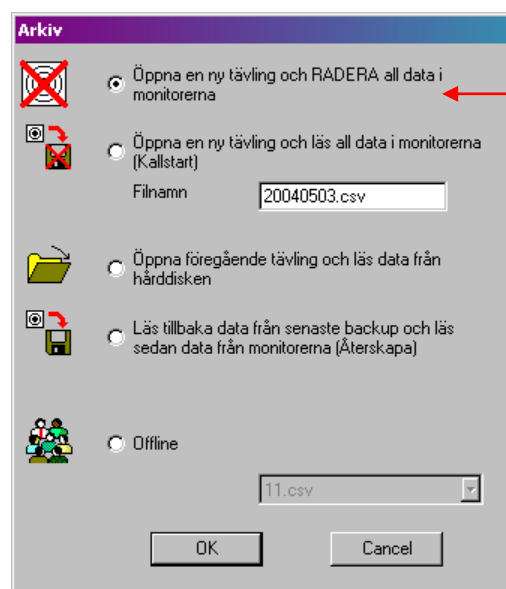 Arkiv
Öppna en ny tävling och RADERA all data i
monitorerna
Öppna en ny tävling och läs all data i monitorerna
(Kallstart)
Filnamn
20040503.csv
Öppna föregående tävling och läs data från
hårddisken
Läs tillbaka data från senaste backup och läs
sedan data från monitorerna (Återskapa)
Offline
11.csv
OK
Cancel